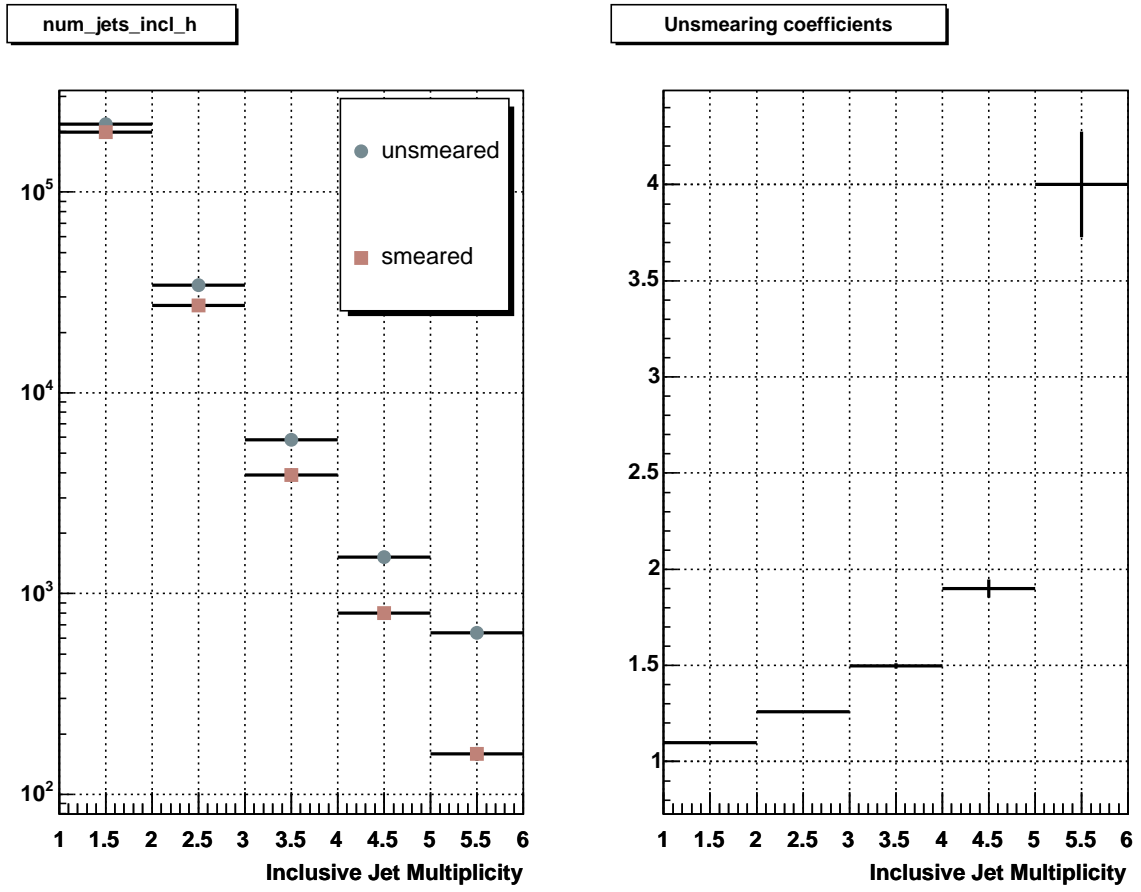 num_jets_incl_h
unsmeared
smeared
10^5
10^4
10^3
10^2
1 1.5 2 2.5 3 3.5 4 4.5 5 5.5 6
Inclusive Jet Multiplicity
Unsmearing coefficients
4
3.5
3
2.5
2
1.5
1
1 1.5 2 2.5 3 3.5 4 4.5 5 5.5 6
Inclusive Jet Multiplicity